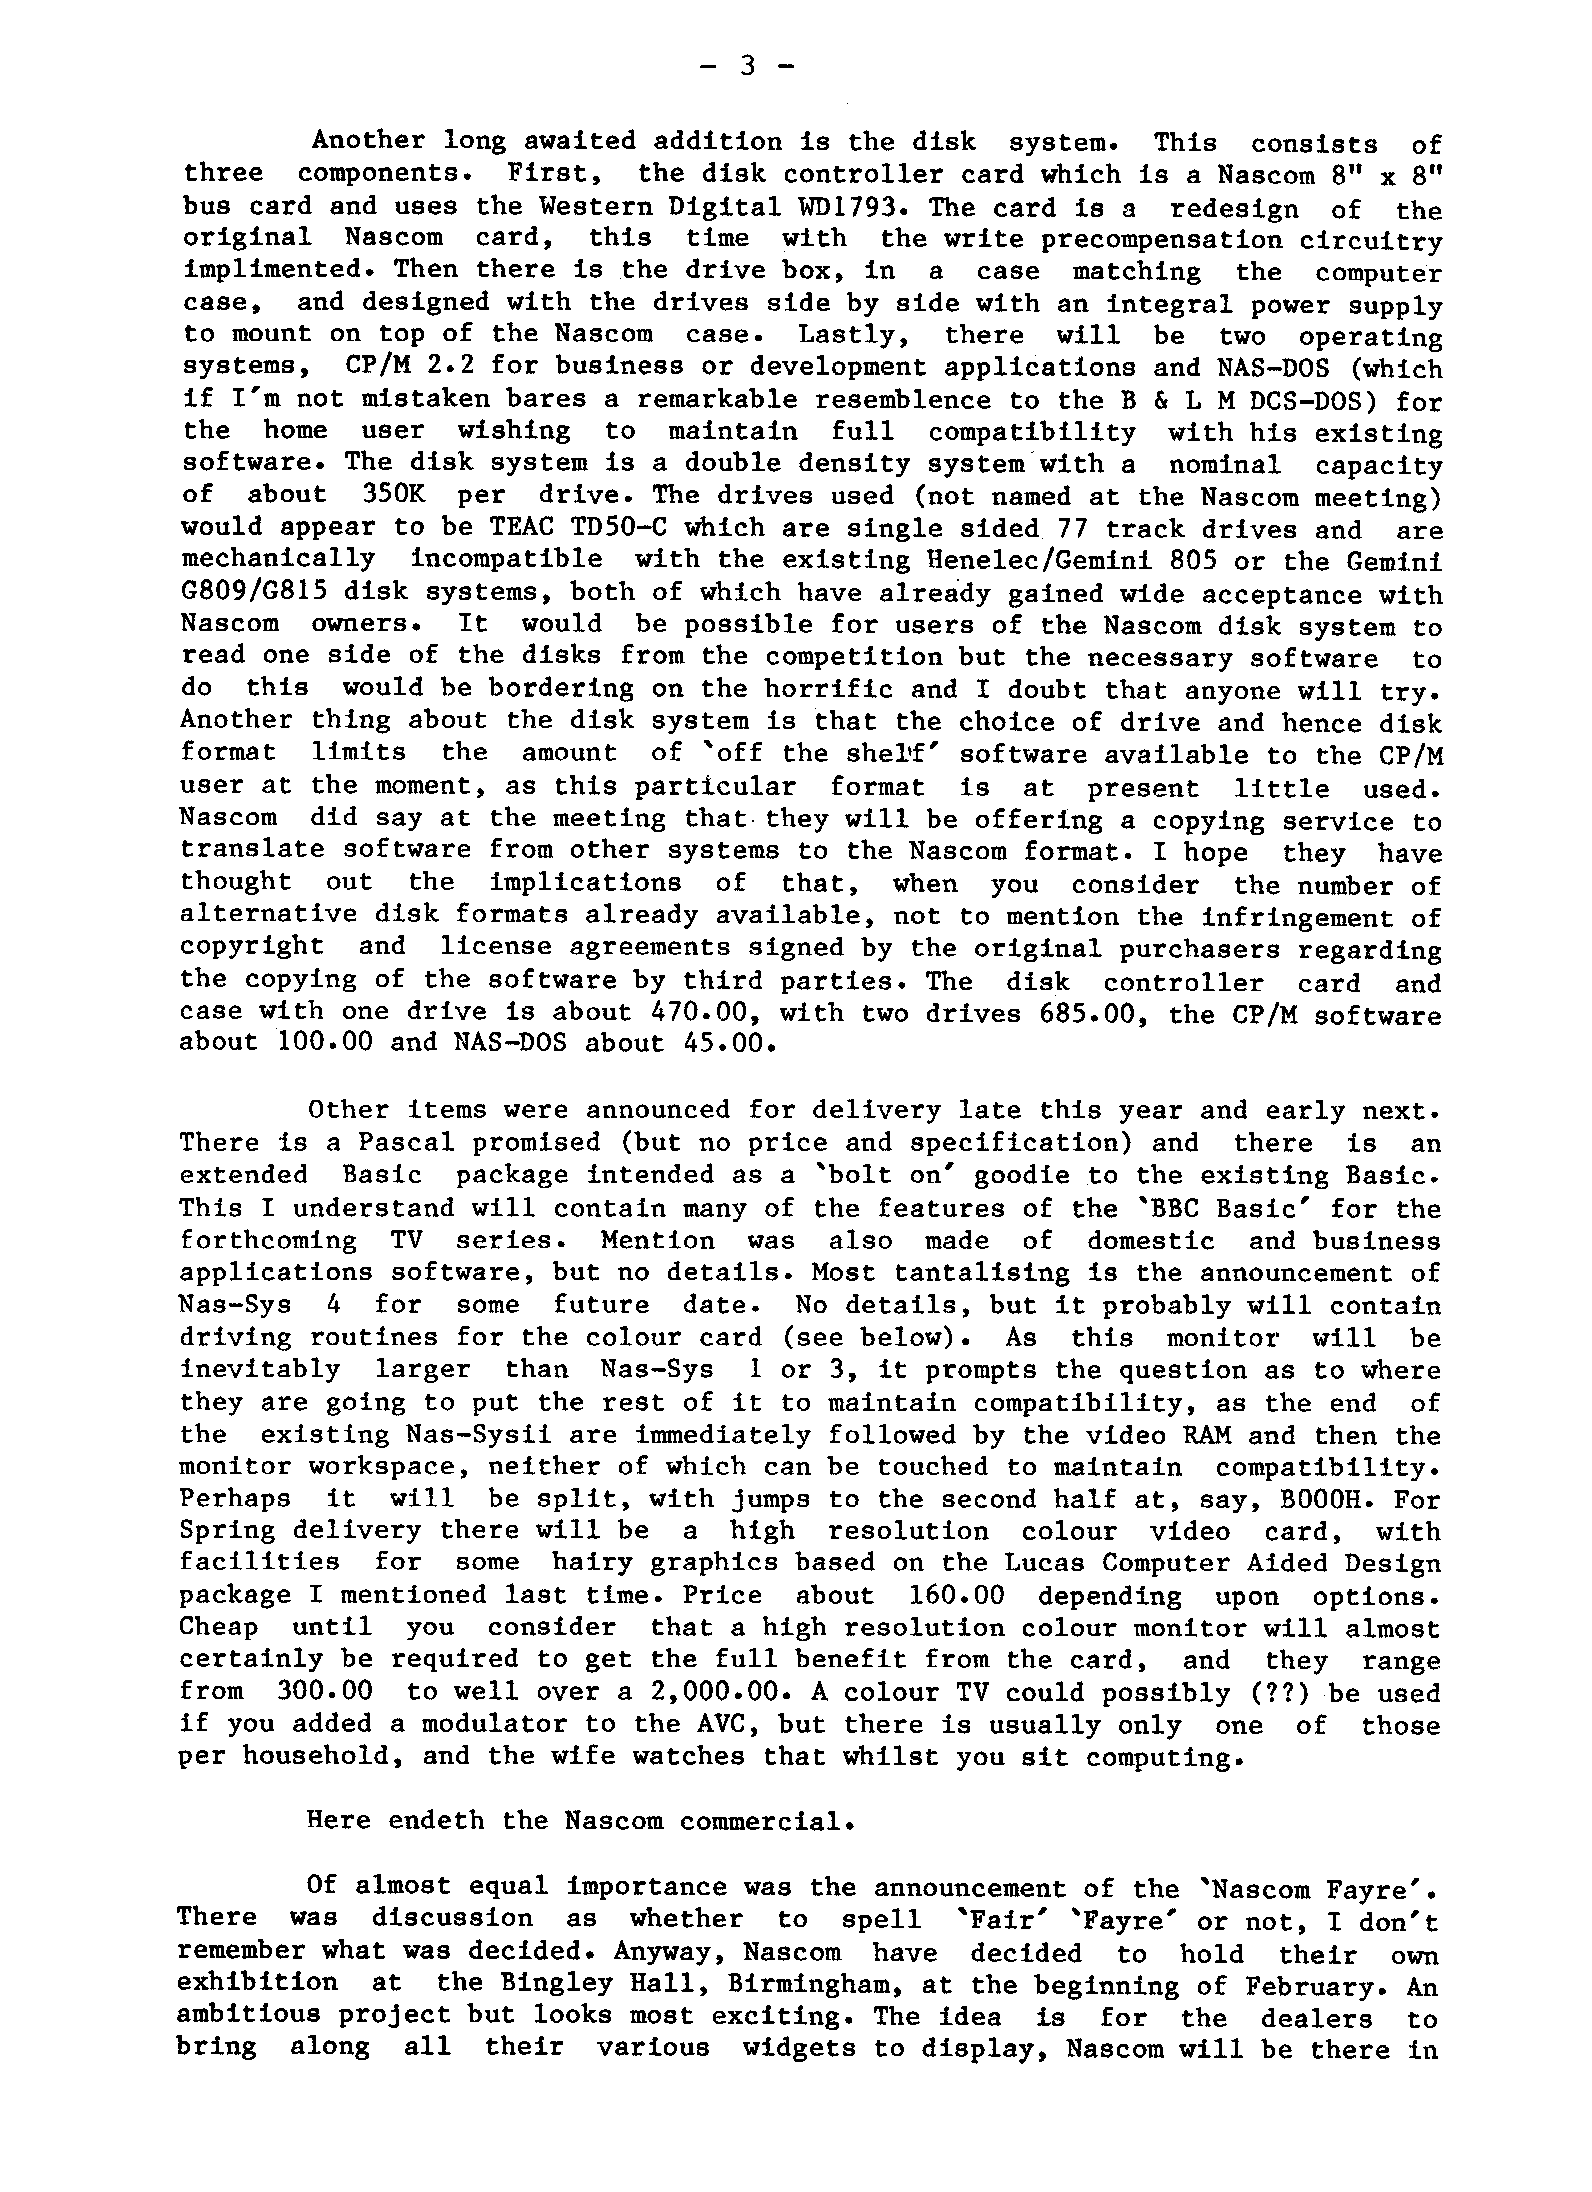 - 3 -
Another long awaited addition is the disk system. This consists of
three components. First, the disk controller card which is a Nascom 8" x 8"
bus card and uses the Western Digital WD1793. The card is a redesign of the
original Nascom card, this time with the write precompensation circuitry
implimented. Then there is the drive box, in a case matching the computer
case, and designed with the drives side by side with an integral power supply
to mount on top of the Nascom case. Lastly, there will be two operating
systems, CP/M 2.2 for business or development applications and NAS-DOS (which
if I'm not mistaken bares a remarkable resemblence to the B & L M DCS-DOS) for
the home user wishing to maintain full compatibility with his existing
software. The disk system is a double density system with a nominal capacity
of about 350K per drive. The drives used (not named at the Nascom meeting)
would appear to be TEAC TD50-C which are single sided 77 track drives and are
mechanically incompatible with the existing Henelec/Gemini 805 or the Gemini
G809/G815 disk systems, both of which have already gained wide acceptance with
Nascom owners. It would be possible for users of the Nascom disk system to
read one side of the disks from the competition but the necessary software to
do this would be bordering on the horrific and I doubt that anyone will try.
Another thing about the disk system is that the choice of drive and hence disk
format limits the amount of `off the shelf' software available to the CP/M
user at the moment, as this particular format is at present little used.
Nascom did say at the meeting that they will be offering a copying service to
translate software from other systems to the Nascom format. I hope they have
thought out the implications of that, when you consider the number of
alternative disk formats already available, not to mention the infringement of
copyright and license agreements signed by the original purchasers regarding
the copying of the software by third parties. The disk controller card and
case with one drive is about 470.00, with two drives 685.00, the CP/M software
about 100.00 and NAS-DOS about 45.00.
Other items were announced for delivery late this year and early next.
There is a Pascal promised (but no price and specification) and there is an
extended Basic package intended as a `bolt on' goodie to the existing Basic.
This I understand will contain many of the features of the `BBC Basic' for the
forthcoming TV series. Mention was also made of domestic and business
applications software, but no details. Most tantalising is the announcement of
Nas-Sys 4 for some future date. No details, but it probably will contain
driving routines for the colour card (see below). As this monitor will be
inevitably larger than Nas-Sys 1 or 3, it prompts the question as to where
they are going to put the rest of it to maintain compatibility, as the end of
the existing Nas-Sysii are immediately followed by the video RAM and then the
monitor workspace, neither of which can be touched to maintain compatibility.
Perhaps it will be split, with jumps to the second half at, say, B000H. For
Spring delivery there will be a high resolution colour video card, with
facilities for some hairy graphics based on the Lucas Computer Aided Design
package I mentioned last time. Price about 160.00 depending upon options.
Cheap until you consider that a high resolution colour monitor will almost
certainly be required to get the full benefit from the card, and they range
from 300.00 to well over a 2,000.00. A colour TV could possibly (??) be used
if you added a modulator to the AVC, but there is usually only one of those
per household, and the wife watches that whilst you sit computing.
Here endeth the Nascom commercial.
Of almost equal importance was the announcement of the `Nascom Fayre'.
There was discussion as whether to spell `Fair' `Fayre' or not, I don't
remember what was decided. Anyway, Nascom have decided to hold their own
exhibition at the Bingley Hall, Birmingham, at the beginning of February. An
ambitious project but looks most exciting. The idea is for the dealers to
bring along all their various widgets to display, Nascom will be there in